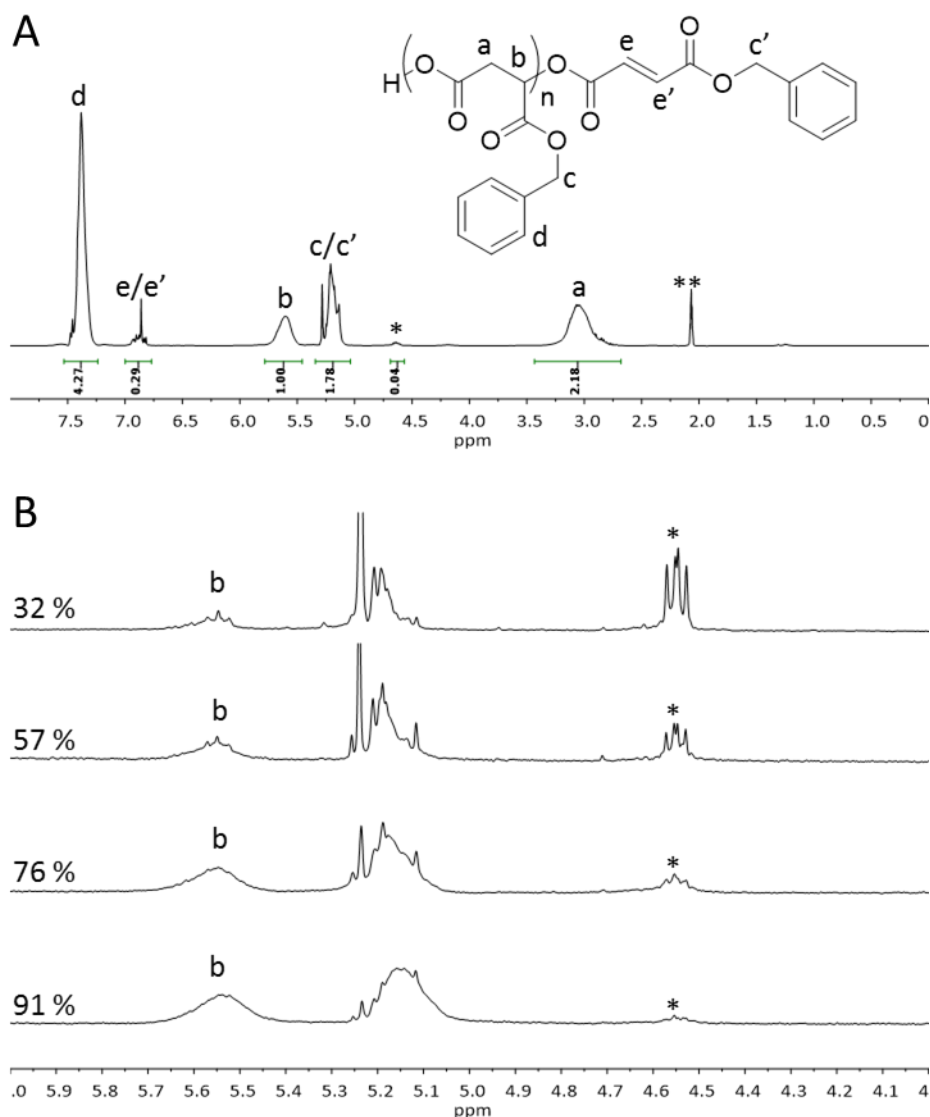 A
a
b
e
c'
H
O
O
n
O
e'
O
O
O
O
O
O
c
d
d
e/e'
b
c/c'
*
a
**
4.27
0.29
1.00
1.78
0.04
2.18
7.5 7.0 6.5 6.0 5.5 5.0 4.5 4.0 3.5 3.0 2.5 2.0 1.5 1.0 0.5 0
ppm
B
32 %
b
*
57 %
b
*
76 %
b
*
91 %
b
*
.0 5.9 5.8 5.7 5.6 5.5 5.4 5.3 5.2 5.1 5.0 4.9 4.8 4.7 4.6 4.5 4.4 4.3 4.2 4.1 4
ppm